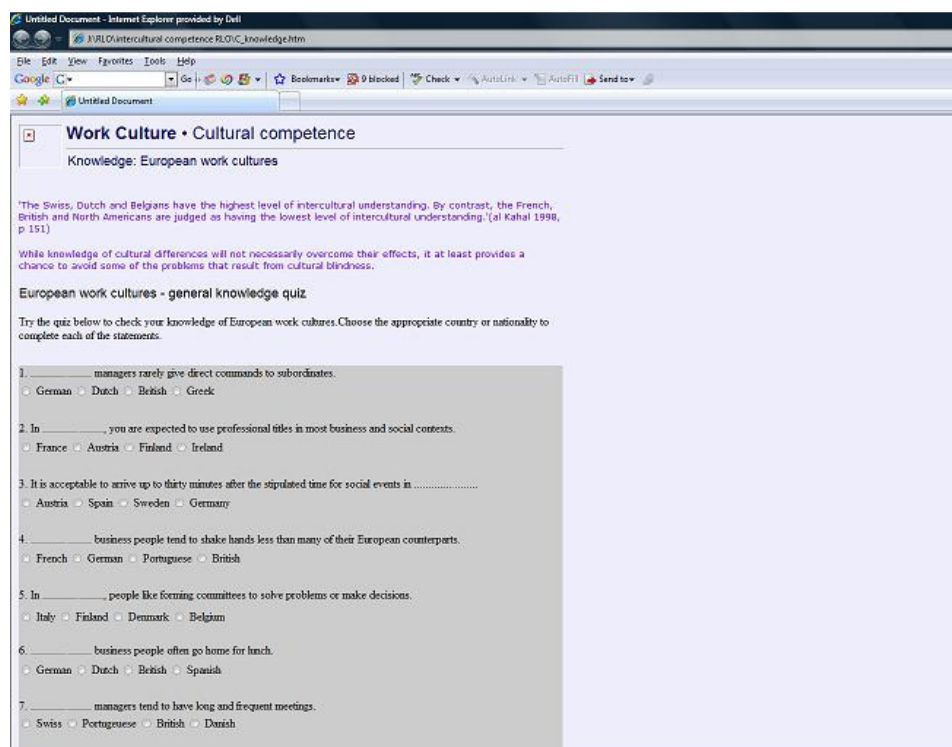 Untitled Document - Internet Explorer provided by Dell
J:\RLO\intercultural competence RLO\C_knowledge.htm
File Edit View Favorites Tools Help
Google G Go Bookmarks 9 blocked Check AutoLink AutoFill Send to
Untitled Document
Work Culture • Cultural competence
Knowledge: European work cultures
'The Swiss, Dutch and Belgians have the highest level of intercultural understanding. By contrast, the French,
British and North Americans are judged as having the lowest level of intercultural understanding.'(al Kahal 1998,
p 151)
While knowledge of cultural differences will not necessarily overcome their effects, it at least provides a
chance to avoid some of the problems that result from cultural blindness.
European work cultures - general knowledge quiz
Try the quiz below to check your knowledge of European work cultures.Choose the appropriate country or nationality to
complete each of the statements.
1. ____________ managers rarely give direct commands to subordinates.
German Dutch British Greek
2. In ____________, you are expected to use professional titles in most business and social contexts.
France Austria Finland Ireland
3. It is acceptable to arrive up to thirty minutes after the stipulated time for social events in ......................
Austria Spain Sweden Germany
4. ____________ business people tend to shake hands less than many of their European counterparts.
French German Portuguese British
5. In ____________, people like forming committees to solve problems or make decisions.
Italy Finland Denmark Belgium
6. ____________ business people often go home for lunch.
German Dutch British Spanish
7. ____________ managers tend to have long and frequent meetings.
Swiss Portugeuese British Danish